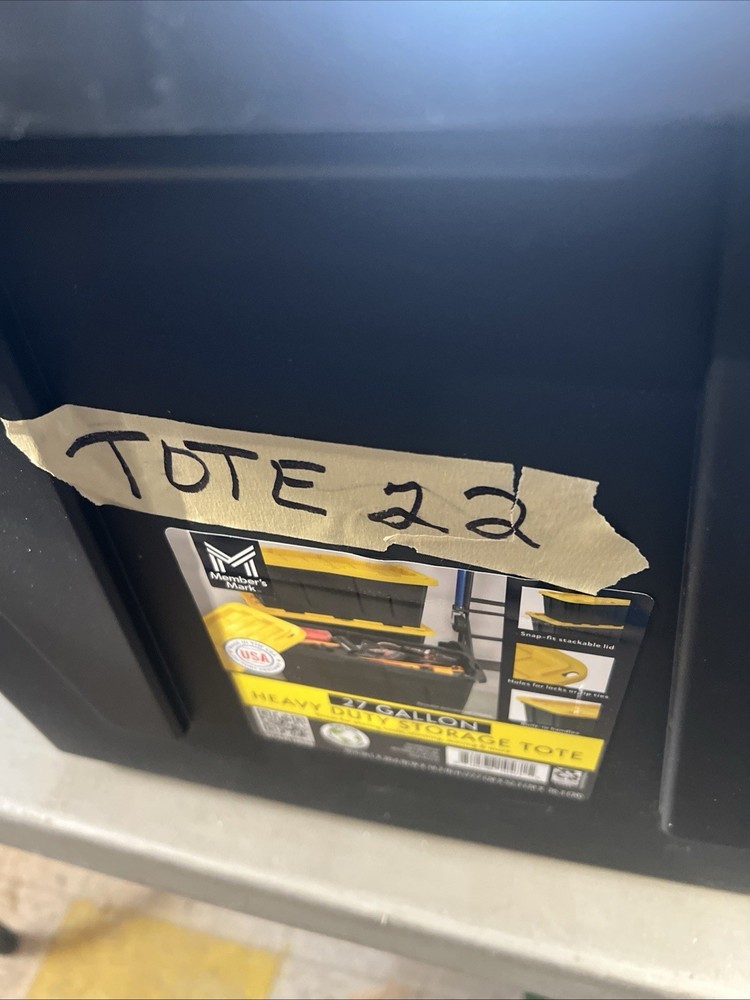 TOTE 22
Member's
Mark
Snap-fit stackable lid
Holes for locks or zip ties
USA
27 GALLON
HEAVY DUTY STORAGE TOTE